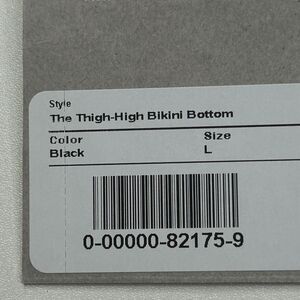 Style
The Thigh-High Bikini Bottom
Color Size
Black L
0-00000-82175-9